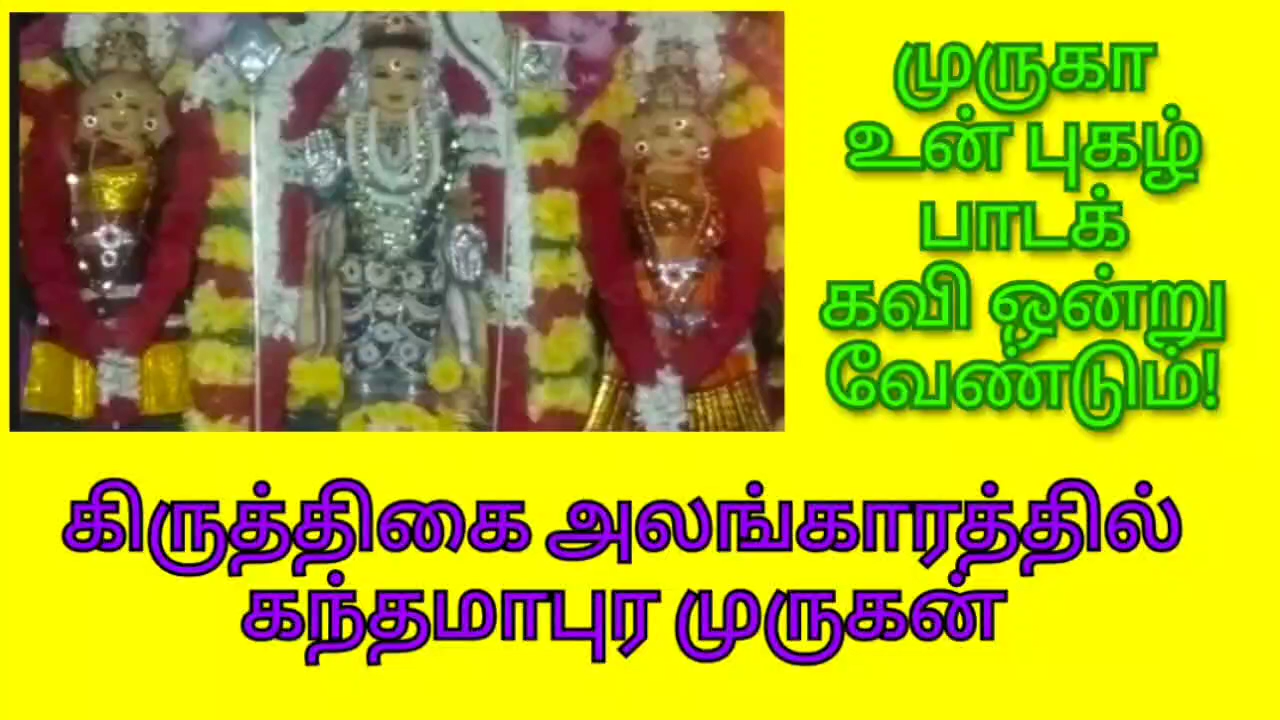 முருகா
உன் புகழ்
பாடக்
கவி ஒன்று
வேண்டும்!
கிருத்திகை அலங்காரத்தில்
கந்தமாபுர முருகன்